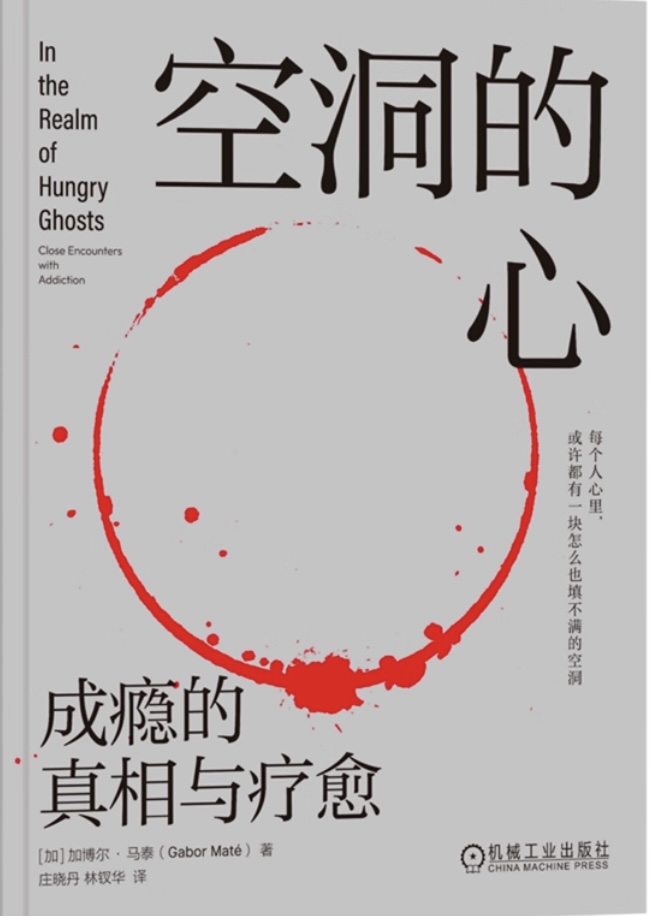 In
the
Realm
of
Hungry
Ghosts
Close Encounters
with
Addiction
空洞的
心
每个人心里，
或许都有一块怎么也填不满的空洞
成瘾的
真相与疗愈
[加] 加博尔·马泰（Gabor Maté）著
庄晓丹 林钗华 译
机械工业出版社
CHINA MACHINE PRESS